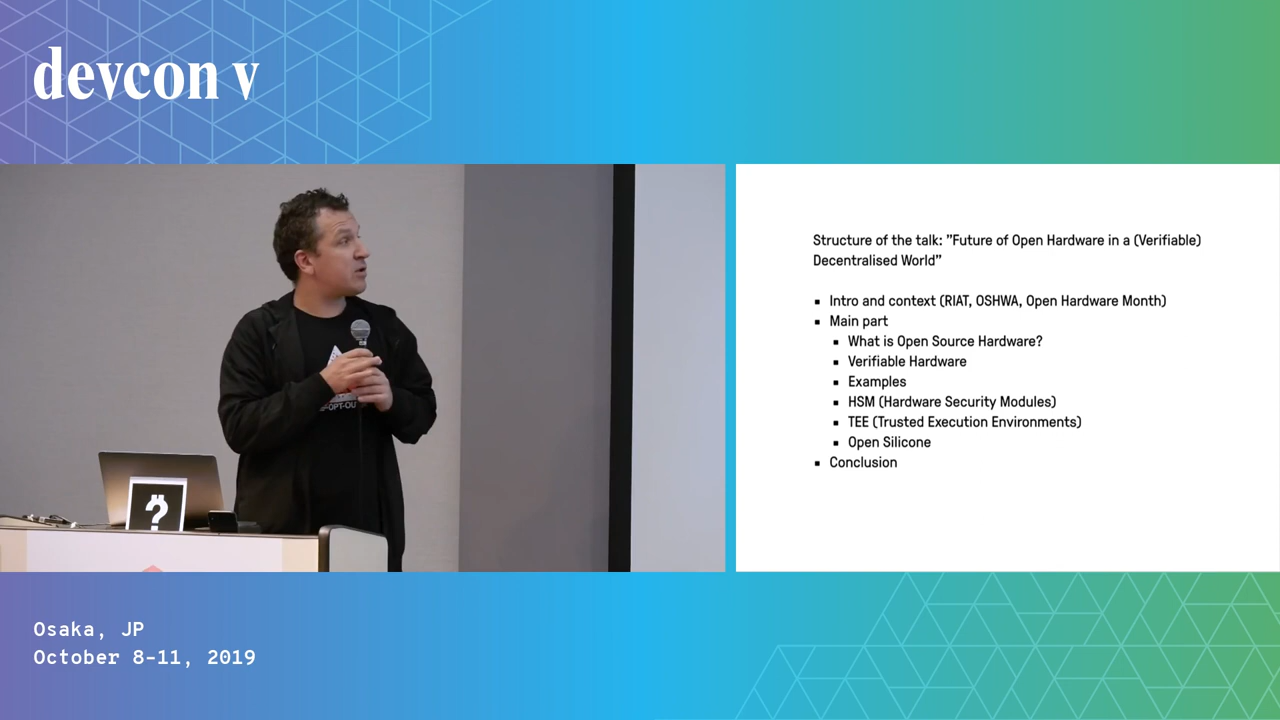 devcon v
?
OPT-OU
Structure of the talk: ”Future of Open Hardware in a (Verifiable)
Decentralised World”
▪ Intro and context (RIAT, OSHWA, Open Hardware Month)
▪ Main part
▪ What is Open Source Hardware?
▪ Verifiable Hardware
▪ Examples
▪ HSM (Hardware Security Modules)
▪ TEE (Trusted Execution Environments)
▪ Open Silicone
▪ Conclusion
Osaka, JP
October 8-11, 2019